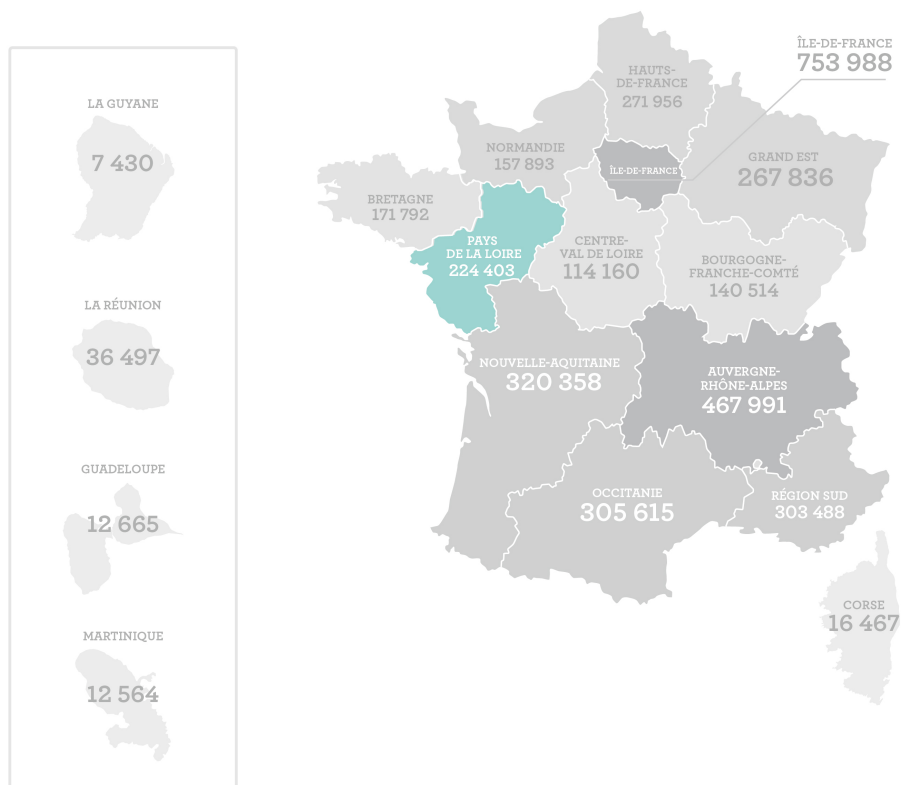 ÎLE-DE-FRANCE
753 988
HAUTS-
DE-FRANCE
271 956
LA GUYANE
7 430
NORMANDIE
157 893
GRAND EST
267 836
ÎLE-DE-FRANCE
BRETAGNE
171 792
PAYS
DE LA LOIRE
224 403
CENTRE-
VAL DE LOIRE
114 160
BOURGOGNE-
FRANCHE-COMTÉ
140 514
LA RÉUNION
36 497
NOUVELLE-AQUITAINE
320 358
AUVERGNE-
RHÔNE-ALPES
467 991
GUADELOUPE
12 665
OCCITANIE
305 615
RÉGION SUD
303 488
CORSE
16 467
MARTINIQUE
12 564